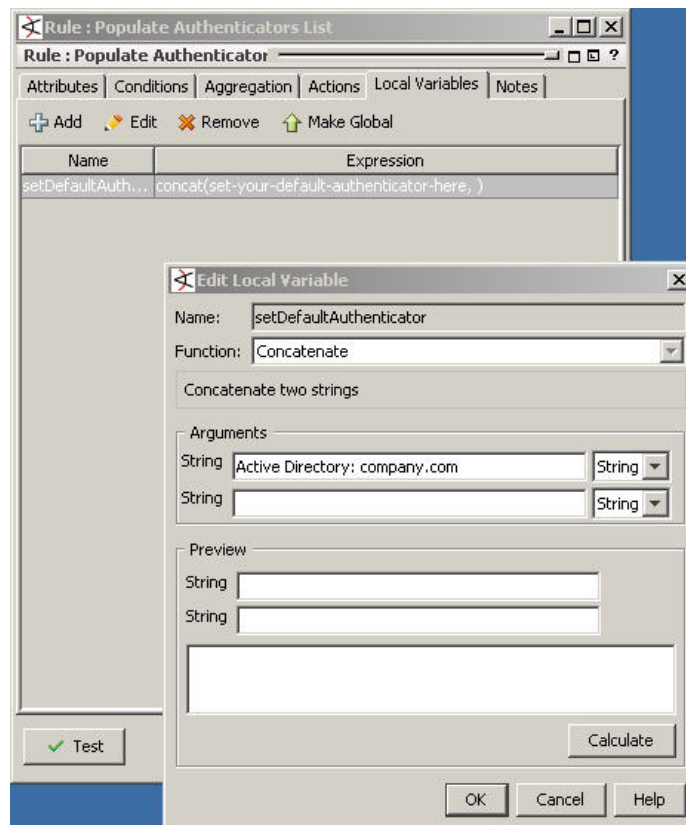 Rule : Populate Authenticators List
Rule : Populate Authenticator
?
Attributes Conditions Aggregation Actions Local Variables Notes
Add Edit Remove Make Global
Name Expression
setDefaultAuth... concat(set-your-default-authenticator-here, )
Edit Local Variable
Name: setDefaultAuthenticator
Function: Concatenate
Concatenate two strings
Arguments
String Active Directory: company.com String
String String
Preview
String
String
Calculate
Test
OK Cancel Help